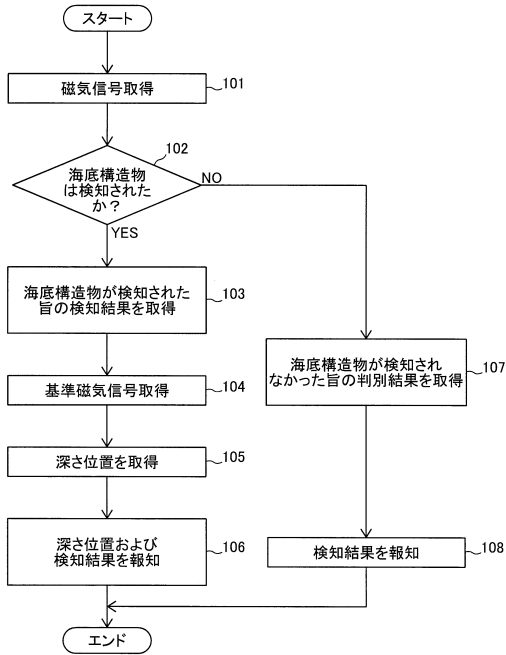 スタート
磁気信号取得
101
海底構造物
は検知された
か？
102
NO
YES
海底構造物が検知された
旨の検知結果を取得
103
基準磁気信号取得
104
深さ位置を取得
105
深さ位置および
検知結果を報知
106
海底構造物が検知され
なかった旨の判別結果を取得
107
検知結果を報知
108
エンド